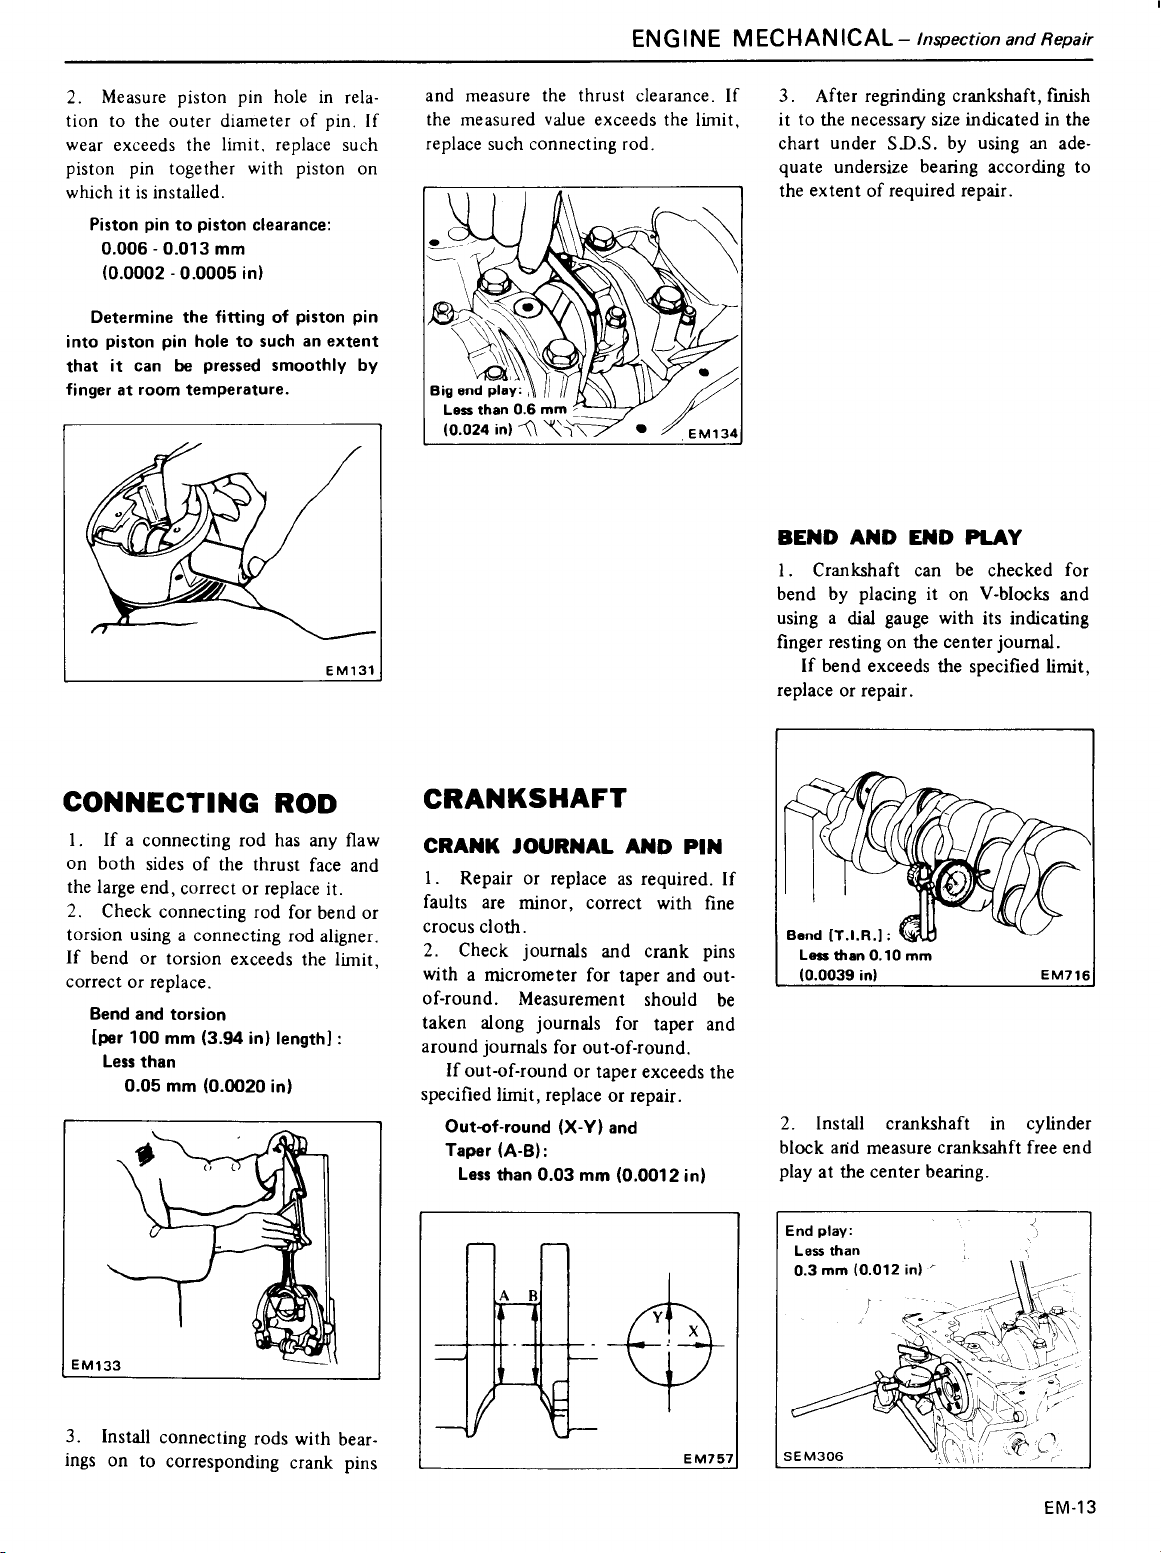 ENGINE MECHANICAL – Inspection and Repair
2. Measure piston pin hole in rela-
tion to the outer diameter of pin. If
wear exceeds the limit, replace such
piston pin together with piston on
which it is installed.
Piston pin to piston clearance:
0.006 - 0.013 mm
(0.0002 - 0.0005 in)
Determine the fitting of piston pin
into piston pin hole to such an extent
that it can be pressed smoothly by
finger at room temperature.
EM131
CONNECTING ROD
1. If a connecting rod has any flaw
on both sides of the thrust face and
the large end, correct or replace it.
2. Check connecting rod for bend or
torsion using a connecting rod aligner.
If bend or torsion exceeds the limit,
correct or replace.
Bend and torsion
[per 100 mm (3.94 in) length] :
Less than
0.05 mm (0.0020 in)
EM133
3. Install connecting rods with bear-
ings on to corresponding crank pins
and measure the thrust clearance. If
the measured value exceeds the limit,
replace such connecting rod.
Big end play:
Less than 0.6 mm
(0.024 in)
EM134
CRANKSHAFT
CRANK JOURNAL AND PIN
1. Repair or replace as required. If
faults are minor, correct with fine
crocus cloth.
2. Check journals and crank pins
with a micrometer for taper and out-
of-round. Measurement should be
taken along journals for taper and
around journals for out-of-round.
If out-of-round or taper exceeds the
specified limit, replace or repair.
Out-of-round (X-Y) and
Taper (A-B):
Less than 0.03 mm (0.0012 in)
A B
Y
X
EM757
3. After regrinding crankshaft, finish
it to the necessary size indicated in the
chart under S.D.S. by using an ade-
quate undersize bearing according to
the extent of required repair.
BEND AND END PLAY
1. Crankshaft can be checked for
bend by placing it on V-blocks and
using a dial gauge with its indicating
finger resting on the center journal.
If bend exceeds the specified limit,
replace or repair.
Bend [T.I.R.] :
Less than 0.10 mm
(0.0039 in)
EM716
2. Install crankshaft in cylinder
block and measure cranksahft free end
play at the center bearing.
End play:
Less than
0.3 mm (0.012 in)
SEM306
EM-13